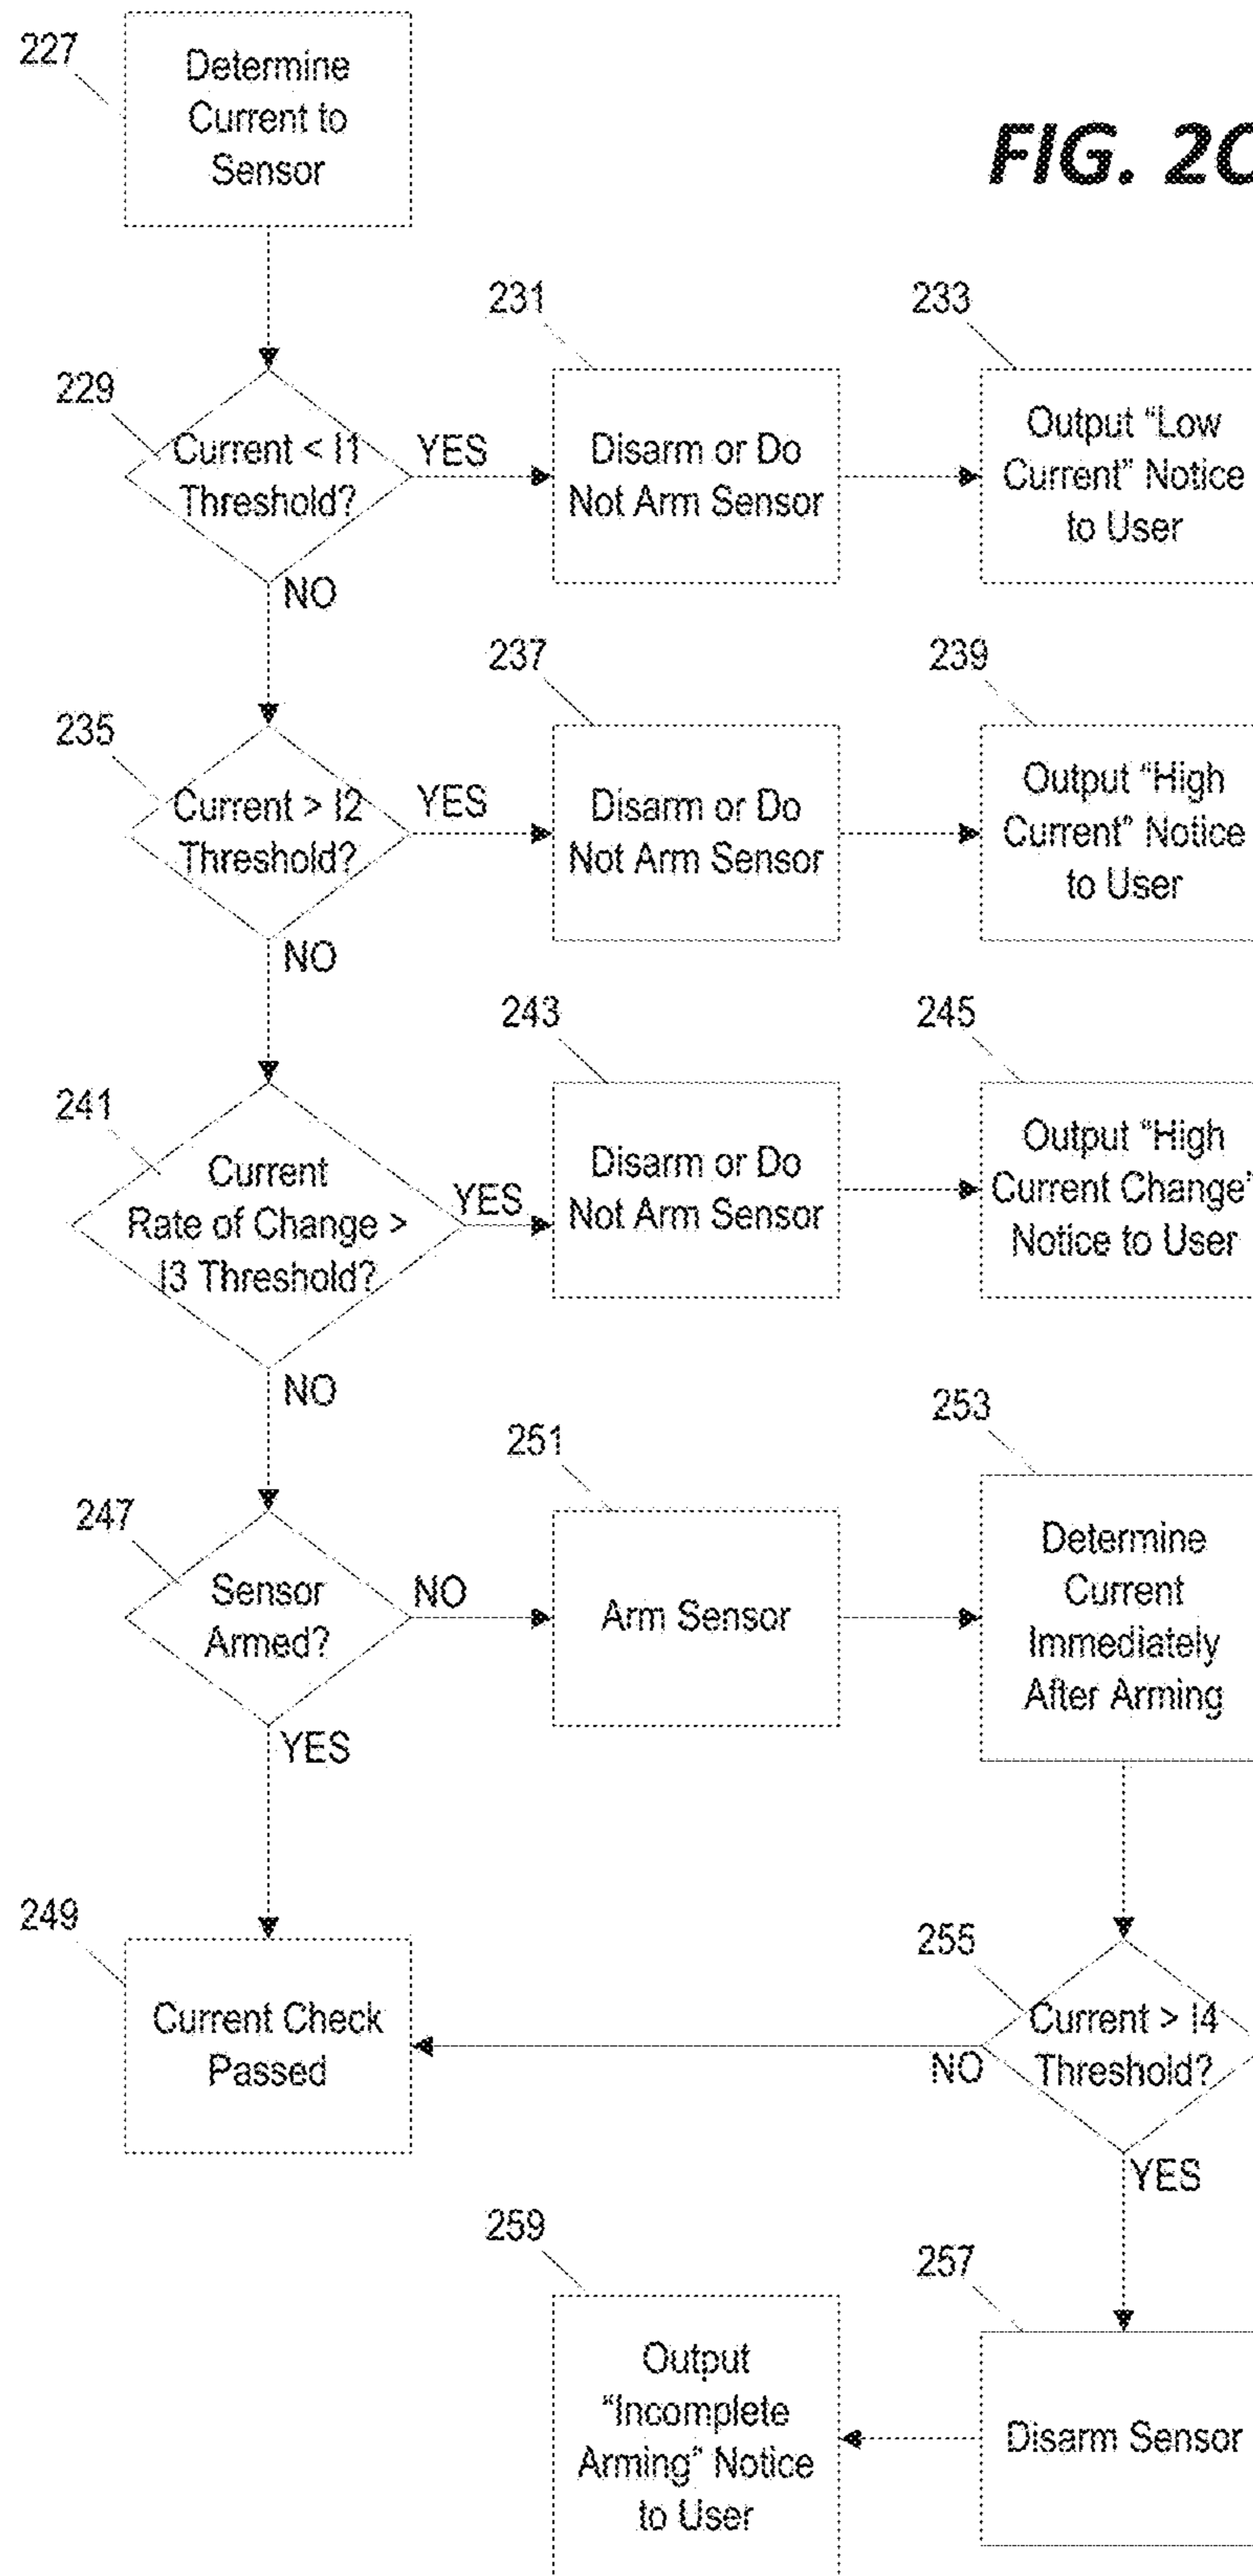 227
Determine
Current to
Sensor
FIG. 2C
229
Current < I1
Threshold?
YES
NO
231
Disarm or Do
Not Arm Sensor
233
Output “Low
Current” Notice
to User
235
Current > I2
Threshold?
YES
NO
237
Disarm or Do
Not Arm Sensor
239
Output “High
Current” Notice
to User
241
Current
Rate of Change >
I3 Threshold?
YES
NO
243
Disarm or Do
Not Arm Sensor
245
Output “High
Current Change”
Notice to User
247
Sensor
Armed?
NO
YES
251
Arm Sensor
253
Determine
Current
Immediately
After Arming
249
Current Check
Passed
255
Current > I4
Threshold?
NO
YES
257
Disarm Sensor
259
Output
“Incomplete
Arming” Notice
to User